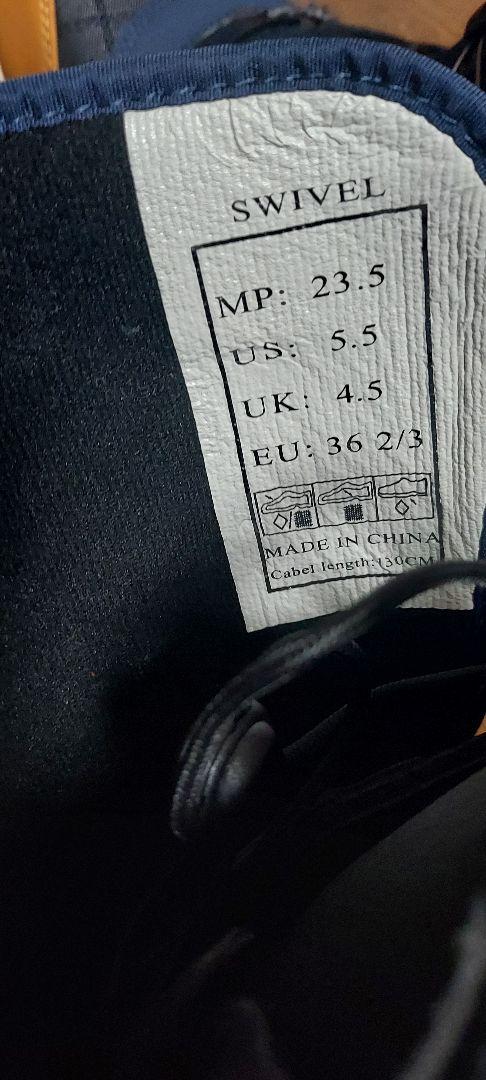 SWIVEL
MP: 23.5
US: 5.5
UK: 4.5
EU: 36 2/3
MADE IN CHINA
Cabel length:130CM